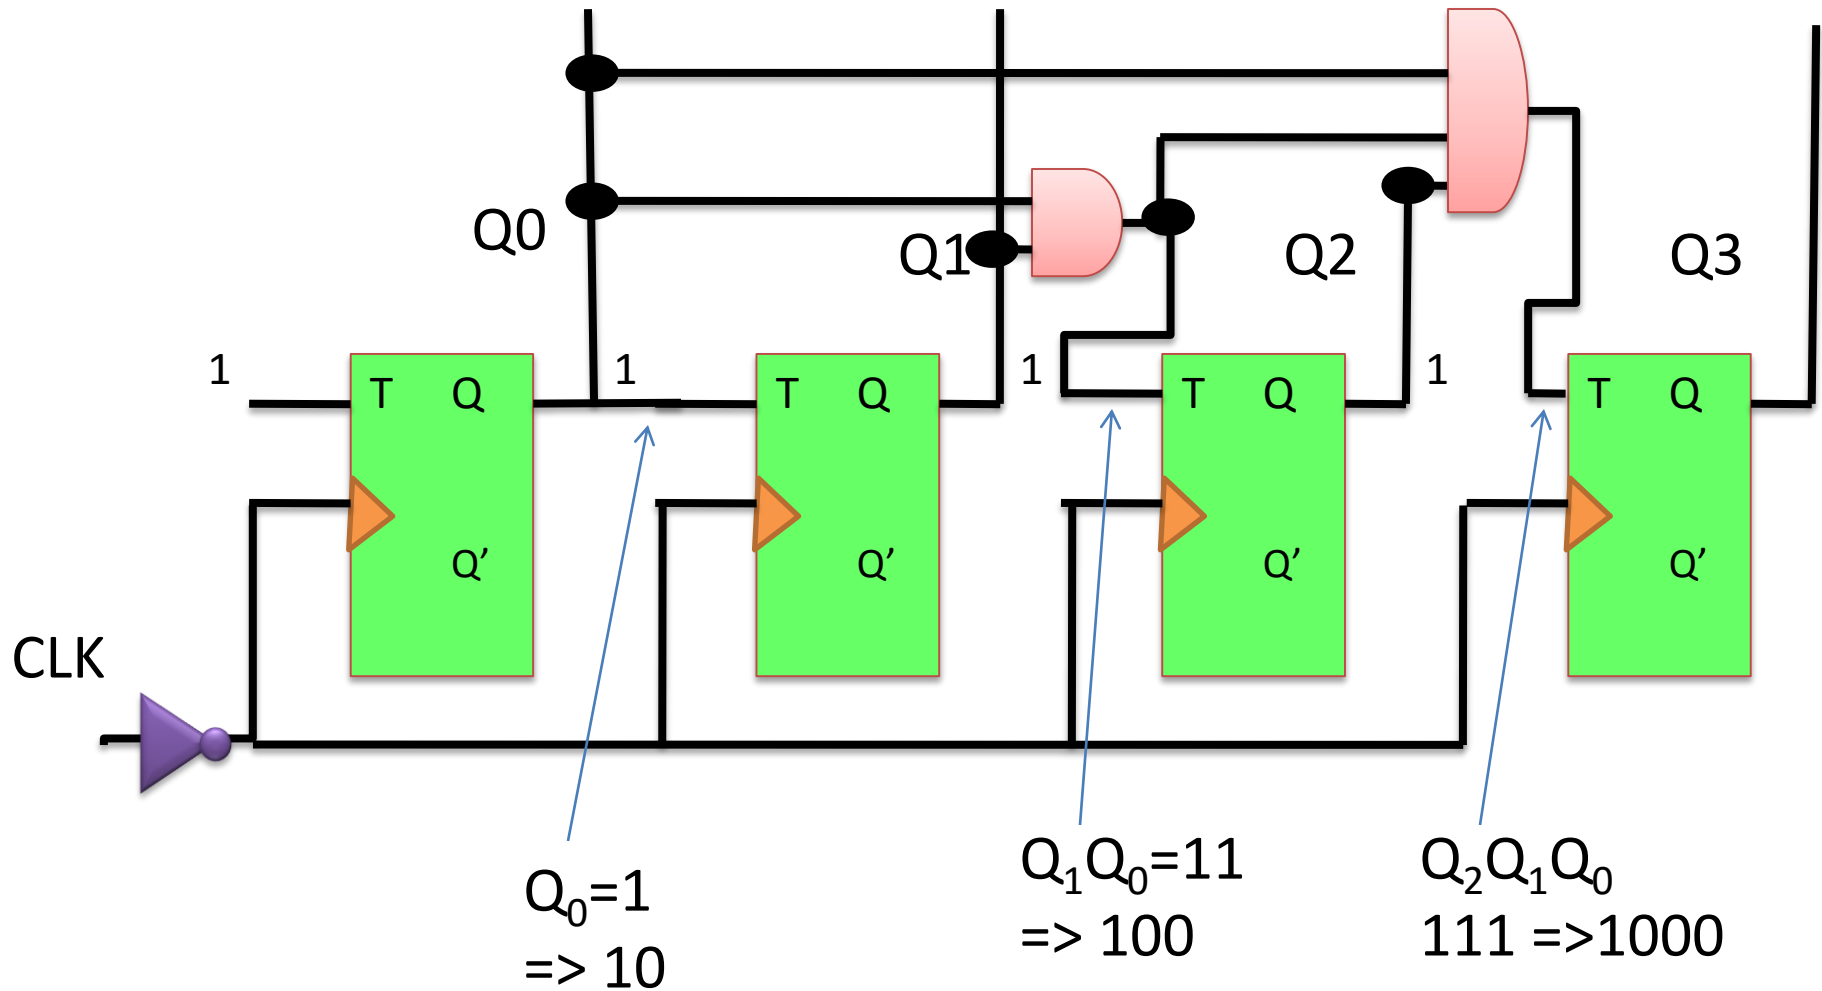 Q0
Q1
Q2
Q3
1
T Q
1
T Q
1
T Q
1
T Q
Q’
Q’
Q’
Q’
CLK
Q₀=1
=> 10
Q₁Q₀=11
=> 100
Q₂Q₁Q₀
111 =>1000